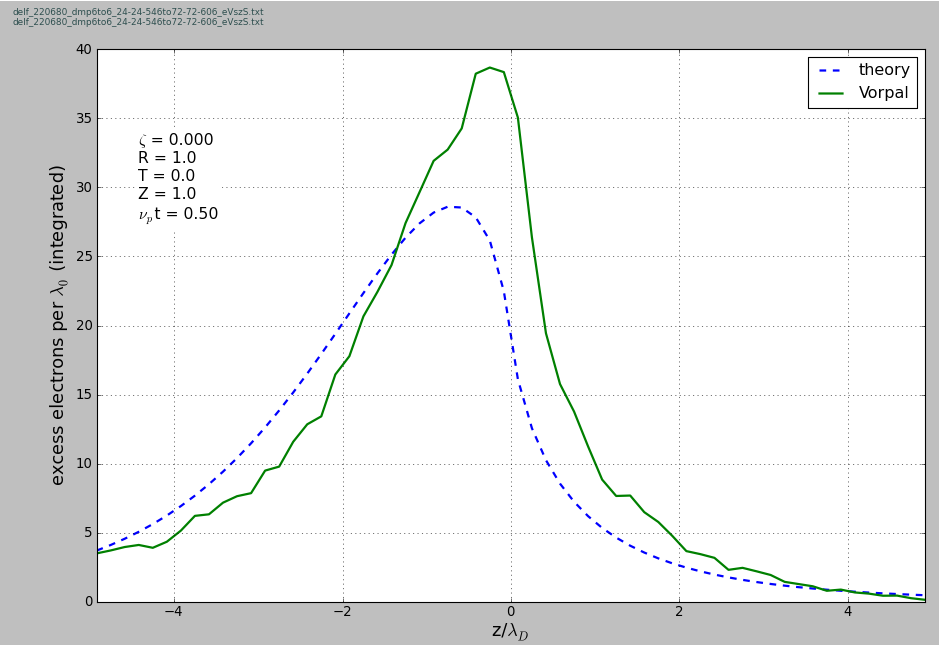 delf_220680_dmp6to6_24-24-546to72-72-606_eVszS.txt
delf_220680_dmp6to6_24-24-546to72-72-606_eVszS.txt
40
35
30
25
20
15
10
5
0
excess electrons per λ₀ (integrated)
ζ = 0.000
R = 1.0
T = 0.0
Z = 1.0
νₚt = 0.50
theory
Vorpal
−4 −2 0 2 4
z/λ_D